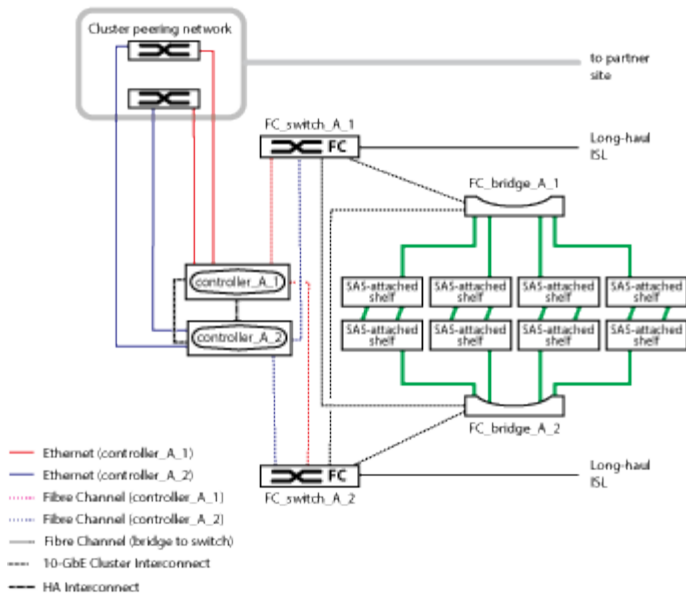 Cluster peering network
to partner
site
FC_switch_A_1
FC
Long-haul
ISL
FC_bridge_A_1
controller_A_1
controller_A_2
SAS-attached
shelf
SAS-attached
shelf
SAS-attached
shelf
SAS-attached
shelf
SAS-attached
shelf
SAS-attached
shelf
SAS-attached
shelf
SAS-attached
shelf
FC_bridge_A_2
FC
FC_switch_A_2
Long-haul
ISL
Ethernet (controller_A_1)
Ethernet (controller_A_2)
Fibre Channel (controller_A_1)
Fibre Channel (controller_A_2)
Fibre Channel (bridge to switch)
10-GbE Cluster Interconnect
HA Interconnect